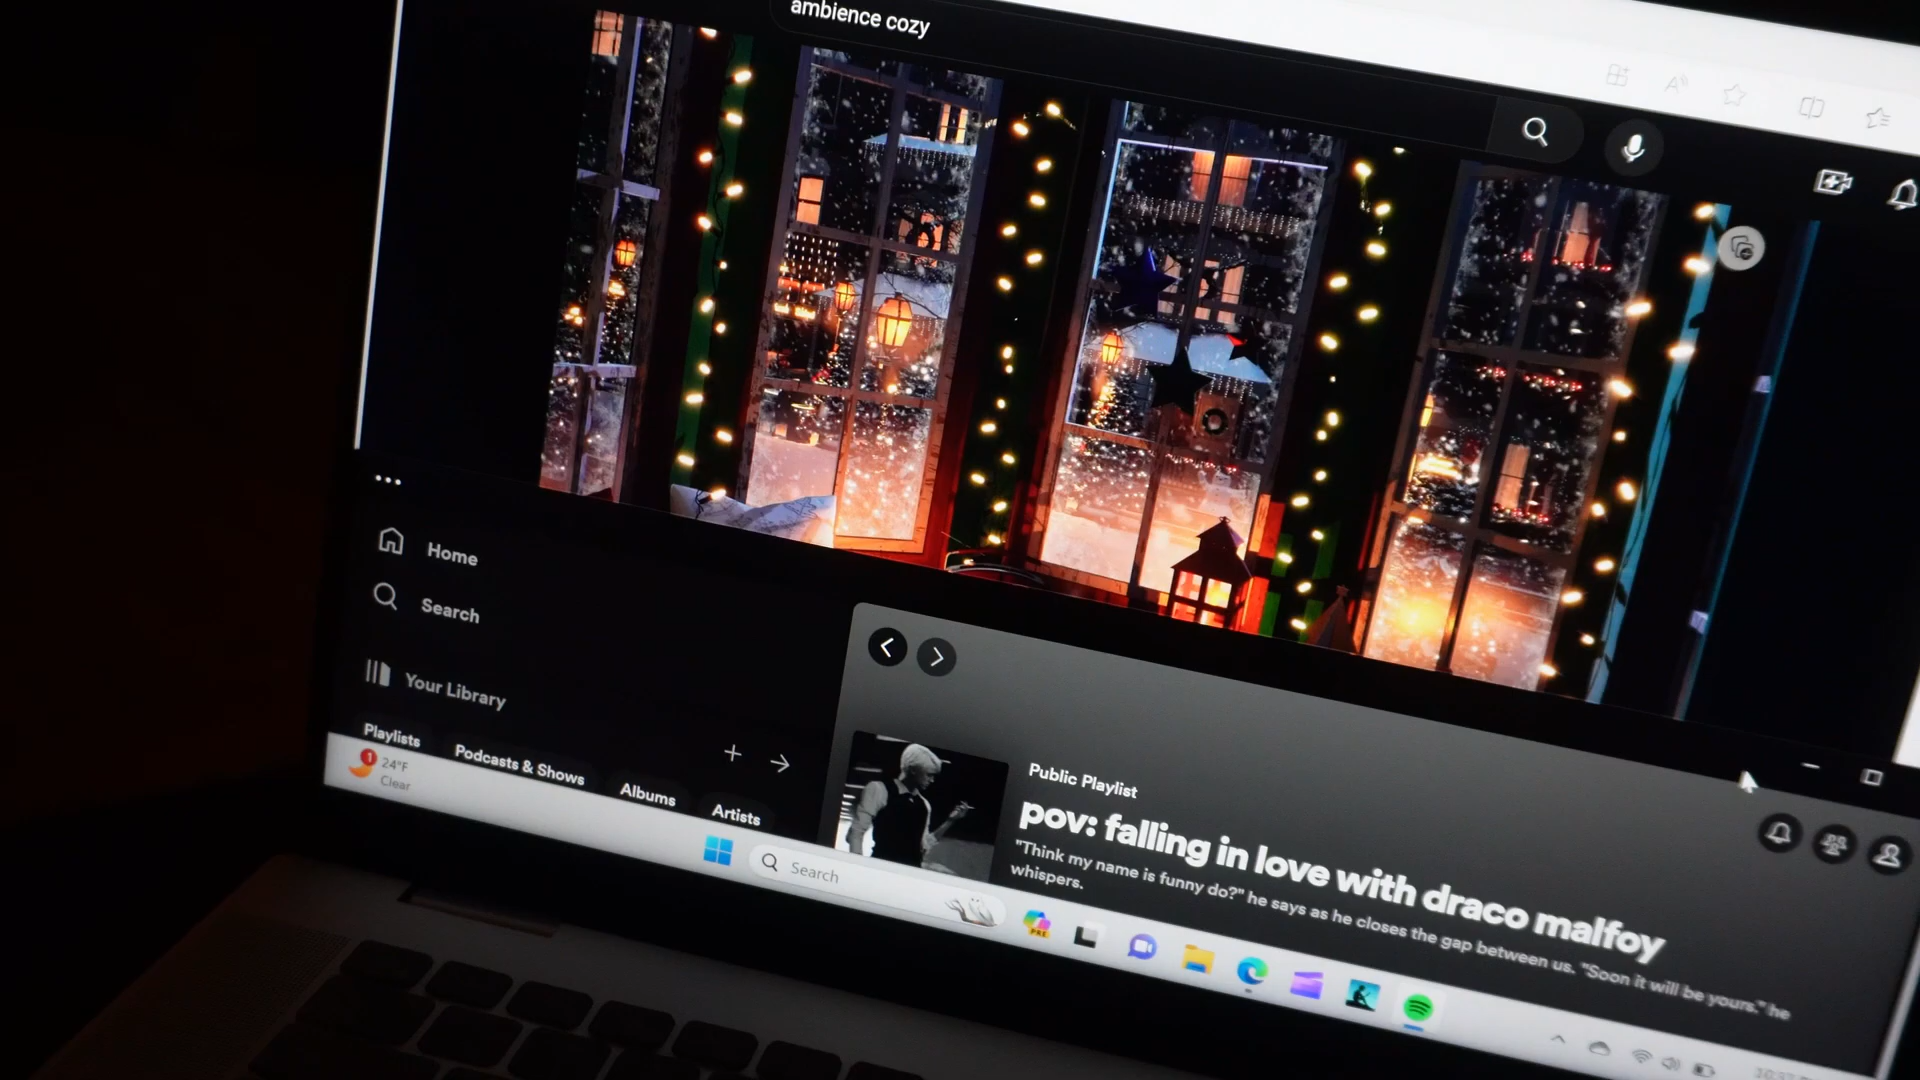 ambience cozy
Home
Search
Your Library
Playlists
Podcasts & Shows
Albums
Artists
Public Playlist
pov: falling in love with draco malfoy
"Think my name is funny do?" he says as he closes the gap between us. "Soon it will be yours." he
whispers.
1
24°F
Clear
Search
PRE